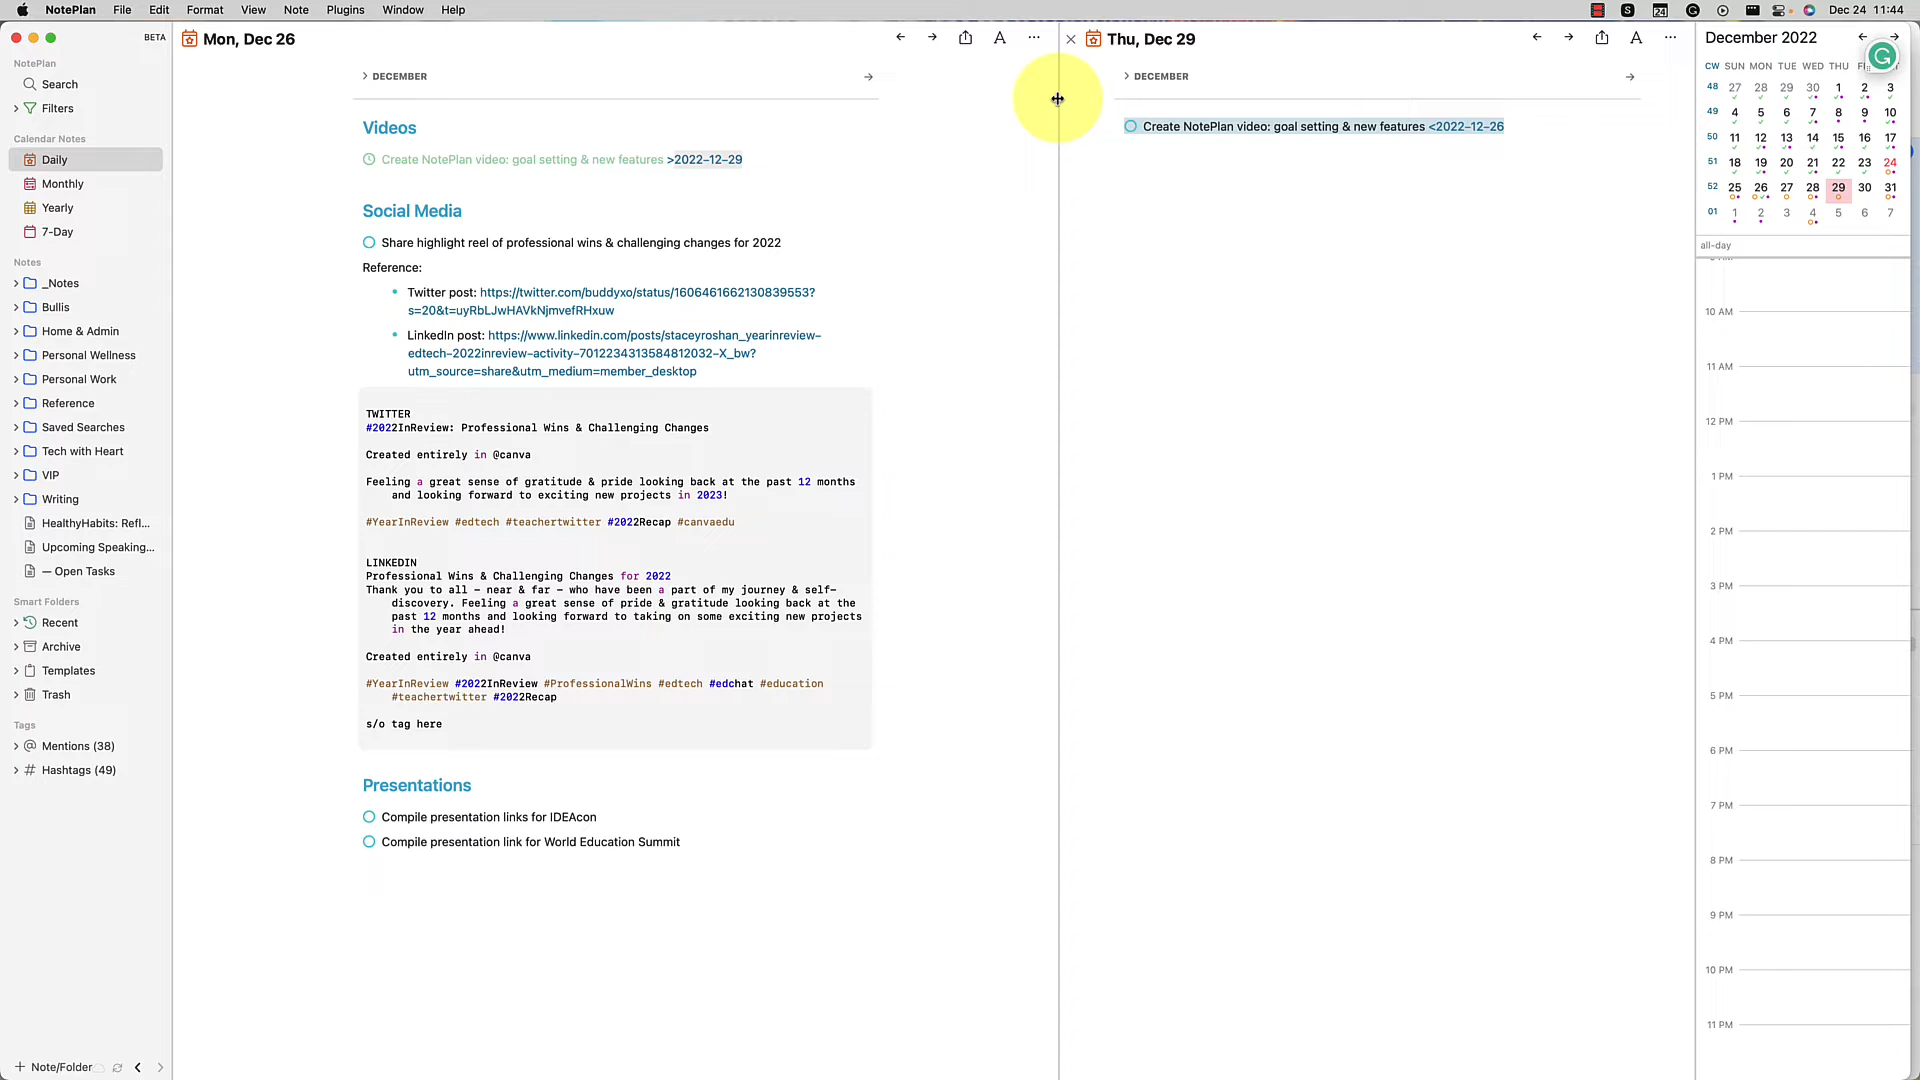 NotePlan File Edit Format View Note Plugins Window Help
S 24 Dec 24 11:44
BETA
NotePlan
Search
Filters
Calendar Notes
Daily
Monthly
Yearly
7-Day
Notes
_Notes
Bullis
Home & Admin
Personal Wellness
Personal Work
Reference
Saved Searches
Tech with Heart
VIP
Writing
HealthyHabits: Refl...
Upcoming Speaking...
— Open Tasks
Smart Folders
Recent
Archive
Templates
Trash
Tags
@ Mentions (38)
# Hashtags (49)
+ Note/Folder
Mon, Dec 26
A ...
DECEMBER
Videos
Create NotePlan video: goal setting & new features >2022-12-29
Social Media
Share highlight reel of professional wins & challenging changes for 2022
Reference:
• Twitter post: https://twitter.com/buddyxo/status/1606461662130839553?
s=20&t=uyRbLJwHAVkNjmvefRHxuw
• LinkedIn post: https://www.linkedin.com/posts/staceyroshan_yearinreview-
edtech-2022inreview-activity-7012234313584812032-X_bw?
utm_source=share&utm_medium=member_desktop
TWITTER
#2022InReview: Professional Wins & Challenging Changes
Created entirely in @canva
Feeling a great sense of gratitude & pride looking back at the past 12 months
and looking forward to exciting new projects in 2023!
#YearInReview #edtech #teachertwitter #2022Recap #canvaedu
LINKEDIN
Professional Wins & Challenging Changes for 2022
Thank you to all – near & far – who have been a part of my journey & self-
discovery. Feeling a great sense of pride & gratitude looking back at the
past 12 months and looking forward to taking on some exciting new projects
in the year ahead!
Created entirely in @canva
#YearInReview #2022InReview #ProfessionalWins #edtech #edchat #education
#teachertwitter #2022Recap
s/o tag here
Presentations
Compile presentation links for IDEAcon
Compile presentation link for World Education Summit
Thu, Dec 29
A ...
DECEMBER
Create NotePlan video: goal setting & new features <2022-12-26
December 2022
CW SUN MON TUE WED THU
48 27 28 29 30 1 2 3
49 4 5 6 7 8 9 10
50 11 12 13 14 15 16 17
51 18 19 20 21 22 23 24
52 25 26 27 28 29 30 31
01 1 2 3 4 5 6 7
all-day
10 AM
11 AM
12 PM
1 PM
2 PM
3 PM
4 PM
5 PM
6 PM
7 PM
8 PM
9 PM
10 PM
11 PM